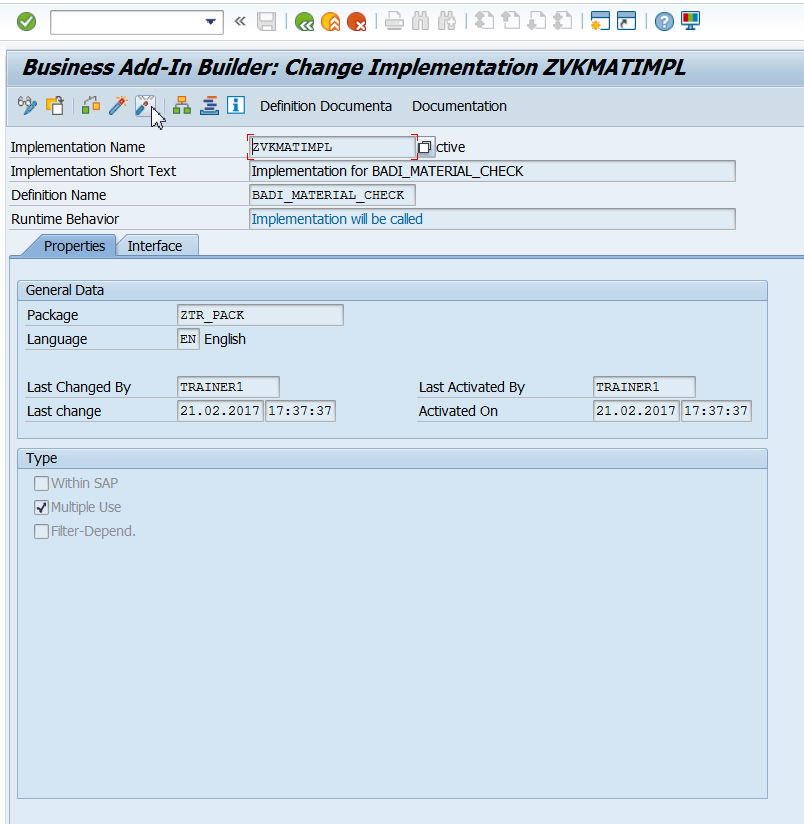 Business Add-In Builder: Change Implementation ZVKMATIMPL
Definition Documenta Documentation
Implementation Name ZVKMATIMPL ctive
Implementation Short Text Implementation for BADI_MATERIAL_CHECK
Definition Name BADI_MATERIAL_CHECK
Runtime Behavior Implementation will be called
Properties Interface
General Data
Package ZTR_PACK
Language EN English
Last Changed By TRAINER1 Last Activated By TRAINER1
Last change 21.02.2017 17:37:37 Activated On 21.02.2017 17:37:37
Type
Within SAP
Multiple Use
Filter-Depend.